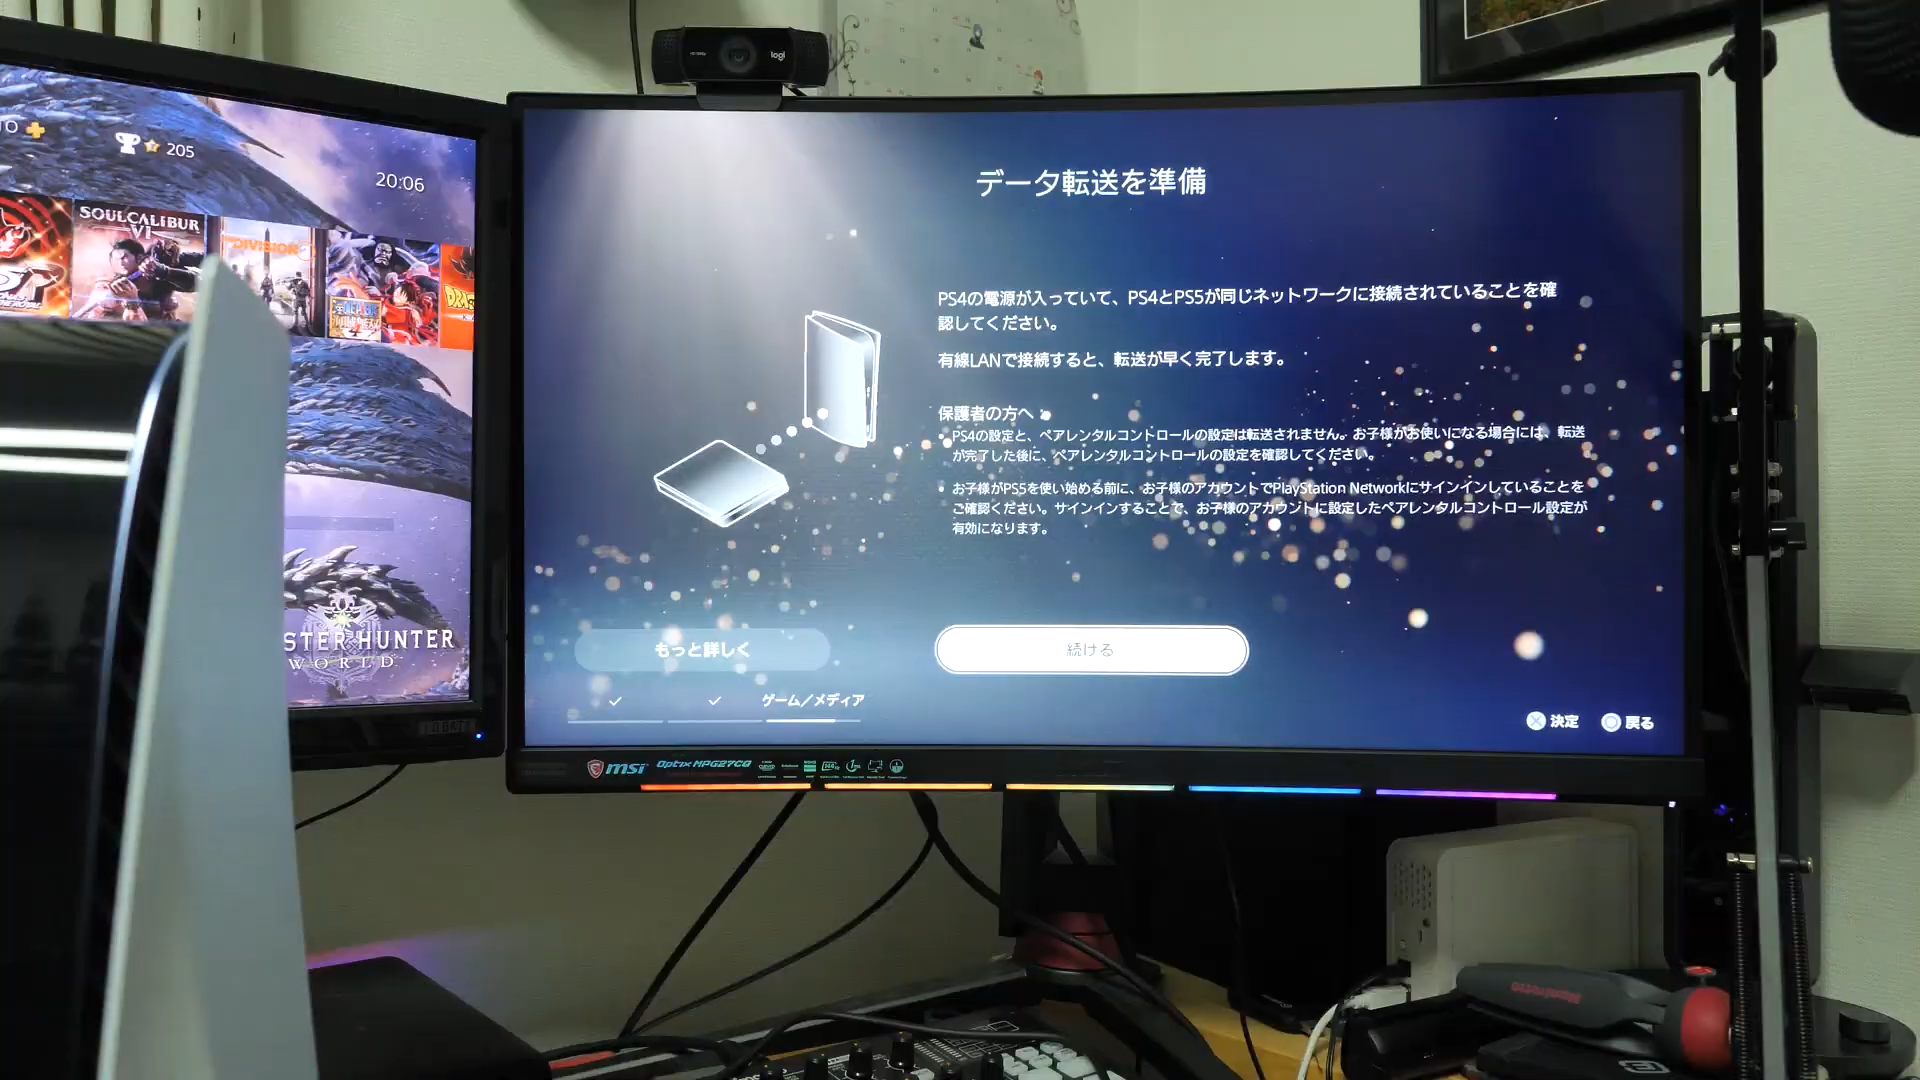 logi
205
20:06
SOULCALIBUR
VI
DIVISION
STER HUNTER
WORLD
データ転送を準備
PS4の電源が入っていて、PS4とPS5が同じネットワークに接続されていることを確
認してください。
有線LANで接続すると、転送が早く完了します。
保護者の方へ：
• PS4の設定と、ペアレンタルコントロールの設定は転送されません。お子様がお使いになる場合には、転送
が完了した後に、ペアレンタルコントロールの設定を確認してください。
• お子様がPS5を使い始める前に、お子様のアカウントでPlayStation Networkにサインインしていることを
ご確認ください。サインインすることで、お子様のアカウントに設定したペアレンタルコントロール設定が
有効になります。
もっと詳しく
続ける
ゲーム／メディア
決定
戻る
msi
Optix MPG27CQ
Manfrotto